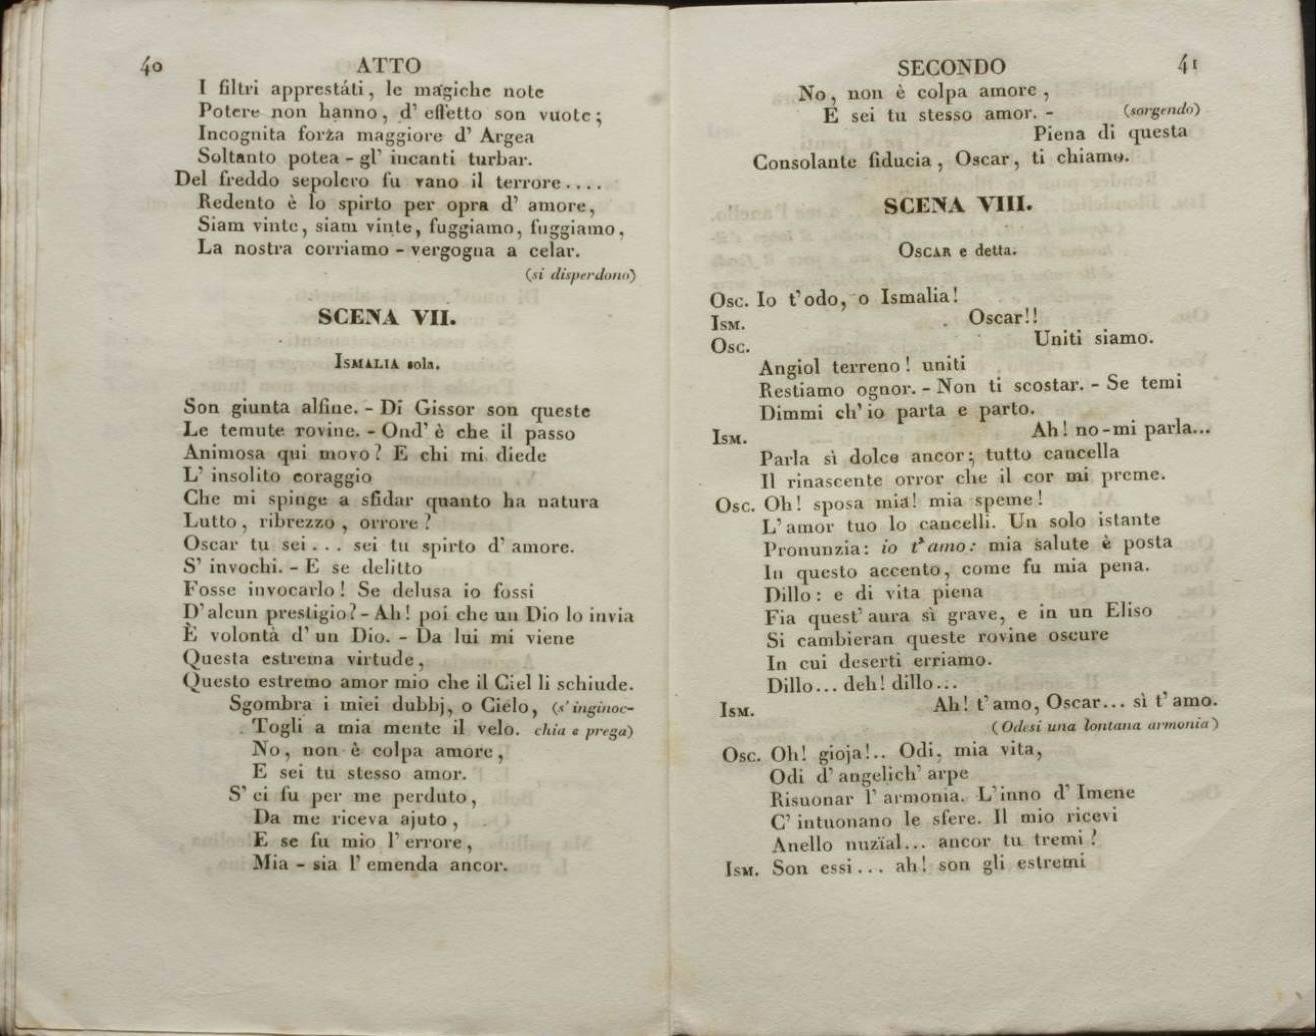 40 ATTO
I filtri apprestáti, le magiche note
Potere non hanno, d' effetto son vuote;
Incognita forza maggiore d' Argea
Soltanto potea - gl' incanti turbar.
Del freddo sepolcro fu vano il terrore....
Redento è lo spirto per opra d' amore,
Siam vinte, siam vinte, fuggiamo, fuggiamo,
La nostra corriamo - vergogna a celar.
(si disperdono)
SCENA VII.
ISMALIA sola.
Son giunta alfine. - Di Gissor son queste
Le temute rovine. - Ond' è che il passo
Animosa qui movo? E chi mi diede
L' insolito coraggio
Che mi spinge a sfidar quanto ha natura
Lutto, ribrezzo, orrore?
Oscar tu sei... sei tu spirto d' amore.
S' invochi. - E se delitto
Fosse invocarlo! Se delusa io fossi
D' alcun prestigio? - Ah! poi che un Dio lo invia
È volontà d' un Dio. - Da lui mi viene
Questa estrema virtude,
Questo estremo amor mio che il Ciel li schiude.
Sgombra i miei dubbj, o Cielo, (s' inginoc-
Togli a mia mente il velo. chia e prega)
No, non è colpa amore,
E sei tu stesso amor.
S' ei fu per me perduto,
Da me riceva ajuto,
E se fu mio l' errore,
Mia - sia l' emenda ancor.
SECONDO 41
No, non è colpa amore,
E sei tu stesso amor. - (sorgendo)
Piena di questa
Consolante fiducia, Oscar, ti chiamo.
SCENA VIII.
OSCAR e detta.
OSC. Io t' odo, o Ismalia!
ISM. Oscar!!
OSC. Uniti siamo.
Angiol terreno! uniti
Restiamo ognor. - Non ti scostar. - Se temi
Dimmi ch' io parta e parto.
ISM. Ah! no - mi parla...
Parla sì dolce ancor; tutto cancella
Il rinascente orror che il cor mi preme.
OSC. Oh! sposa mia! mia speme!
L' amor tuo lo cancelli. Un solo istante
Pronunzia: io t' amo: mia salute è posta
In questo accento, come fu mia pena.
Dillo: e di vita piena
Fia quest' aura sì grave, e in un Eliso
Si cambieran queste rovine oscure
In cui deserti erriamo.
Dillo... deh! dillo...
ISM. Ah! t' amo, Oscar... sì t' amo.
(Odesi una lontana armonia)
OSC. Oh! gioja!.. Odi, mia vita,
Odi d' angelich' arpe
Risuonar l' armonia. L' inno d' Imene
C' intuonano le sfere. Il mio ricevi
Anello nuzïal... ancor tu tremi?
ISM. Son essi... ah! son gli estremi